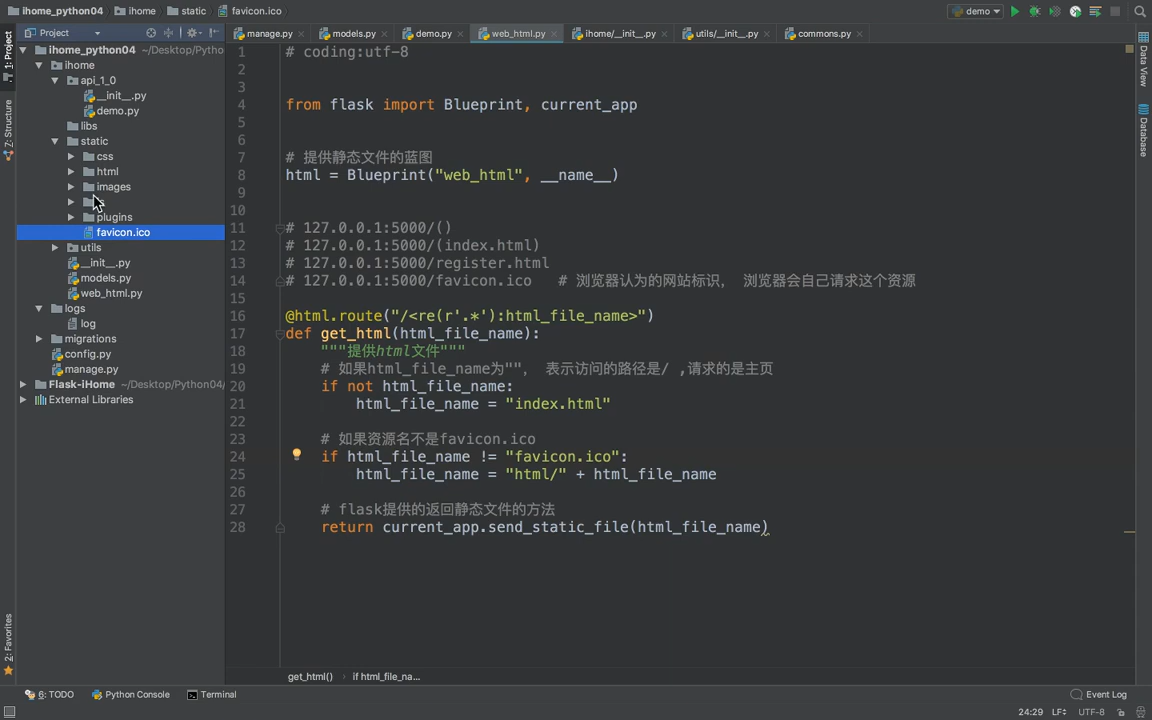 ihome_python04 ihome static favicon.ico demo
Project
manage.py models.py demo.py web_html.py ihome/__init__.py utils/__init__.py commons.py
1: Project
Z: Structure
2: Favorites
ihome_python04 ~/Desktop/Pytho
ihome
api_1_0
__init__.py
demo.py
libs
static
css
html
images
plugins
favicon.ico
utils
__init__.py
models.py
web_html.py
logs
log
migrations
config.py
manage.py
Flask-iHome ~/Desktop/Python04/
External Libraries
1 # coding:utf-8
2
3
4 from flask import Blueprint, current_app
5
6
7 # 提供静态文件的蓝图
8 html = Blueprint("web_html", __name__)
9
10
11 # 127.0.0.1:5000/()
12 # 127.0.0.1:5000/(index.html)
13 # 127.0.0.1:5000/register.html
14 # 127.0.0.1:5000/favicon.ico # 浏览器认为的网站标识， 浏览器会自己请求这个资源
15
16 @html.route("/<re(r'.*'):html_file_name>")
17 def get_html(html_file_name):
18 """提供html文件"""
19 # 如果html_file_name为""， 表示访问的路径是/ ,请求的是主页
20 if not html_file_name:
21 html_file_name = "index.html"
22
23 # 如果资源名不是favicon.ico
24 if html_file_name != "favicon.ico":
25 html_file_name = "html/" + html_file_name
26
27 # flask提供的返回静态文件的方法
28 return current_app.send_static_file(html_file_name)
get_html() if html_file_na...
Data View
Database
6: TODO Python Console Terminal Event Log
24:29 LF÷ UTF-8